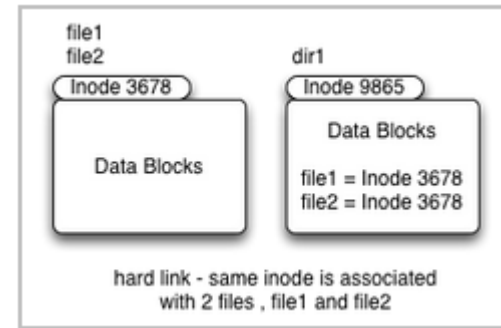 file1
file2
Inode 3678
Data Blocks
dir1
Inode 9865
Data Blocks
file1 = Inode 3678
file2 = Inode 3678
hard link - same inode is associated
with 2 files , file1 and file2